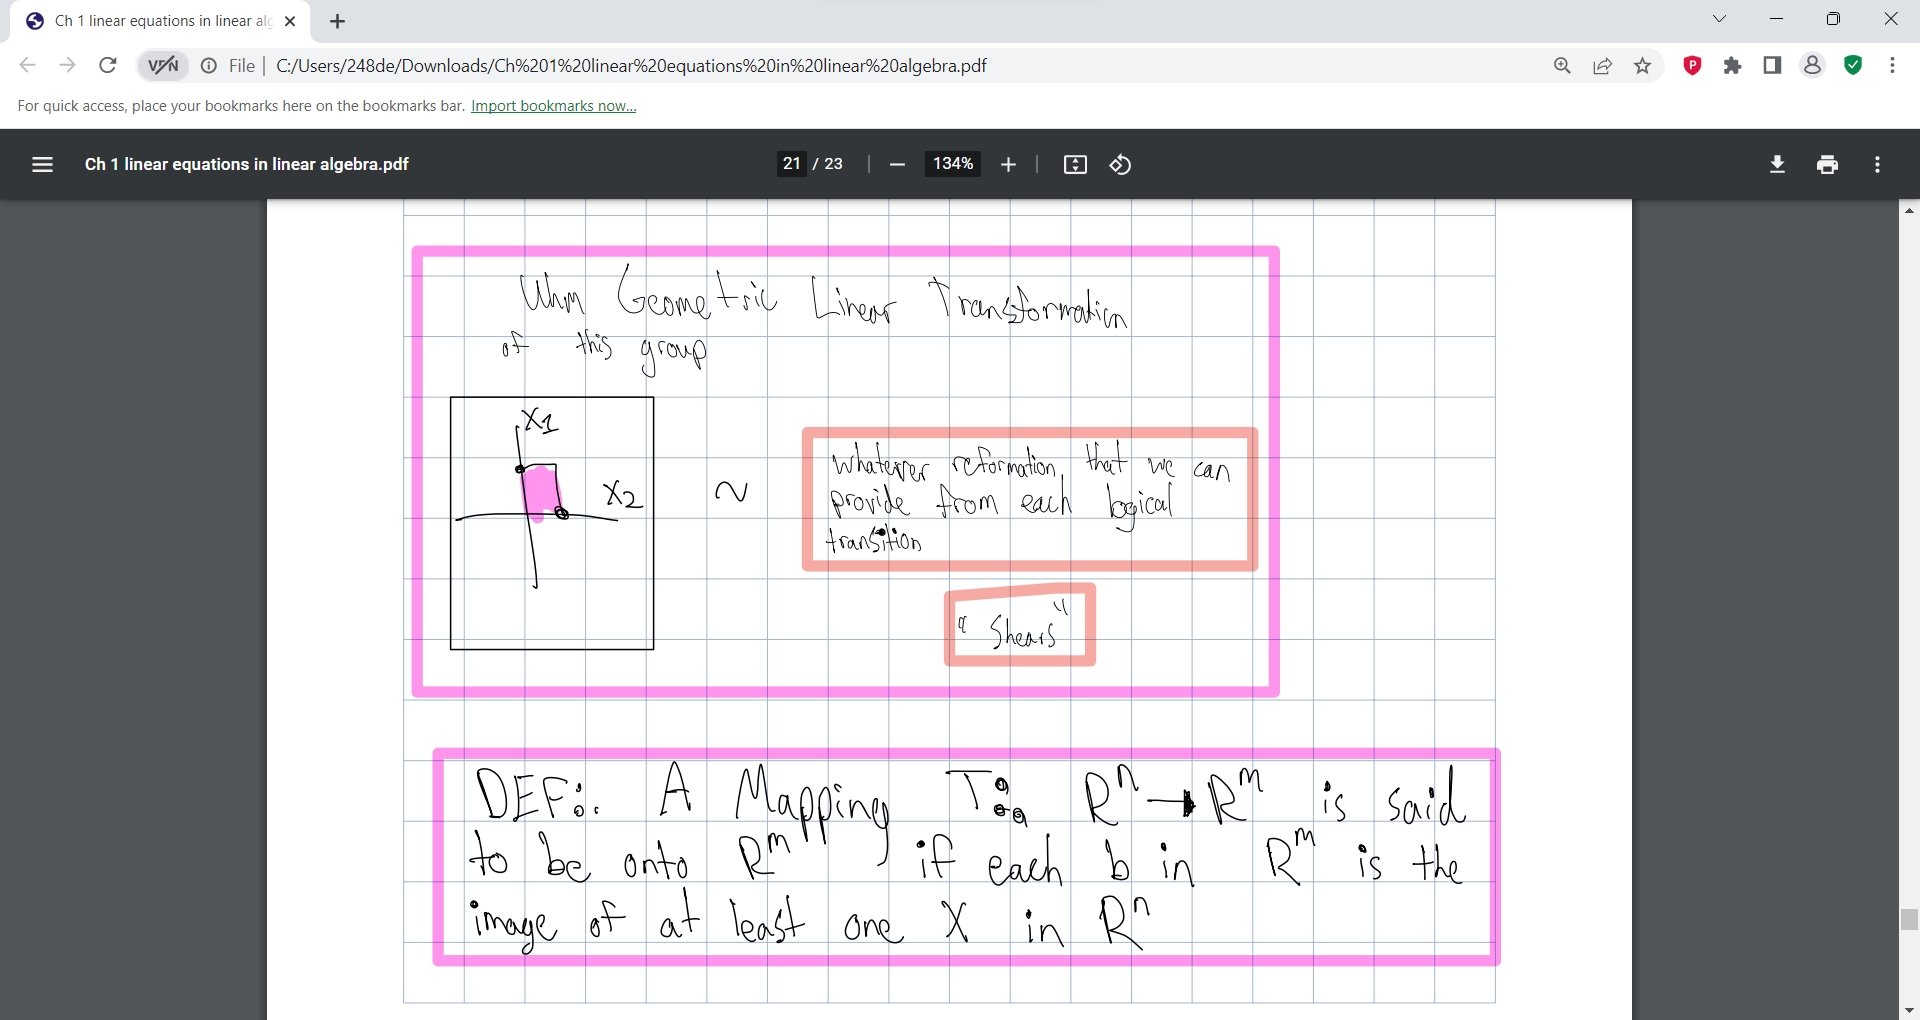 Ch 1 linear equations in linear alg
VPN File C:/Users/248de/Downloads/Ch%201%20linear%20equations%20in%20linear%20algebra.pdf
For quick access, place your bookmarks here on the bookmarks bar. Import bookmarks now...
Ch 1 linear equations in linear algebra.pdf 21 / 23 134%
Geometric Linear Transformation
of this group
X1
X2
~
whatever reformation that we can
provide from each logical
transition
"Shears"
DEF: A Mapping T: R^n → R^m is said
to be onto R^m if each b in R^m is the
image of at least one X in R^n